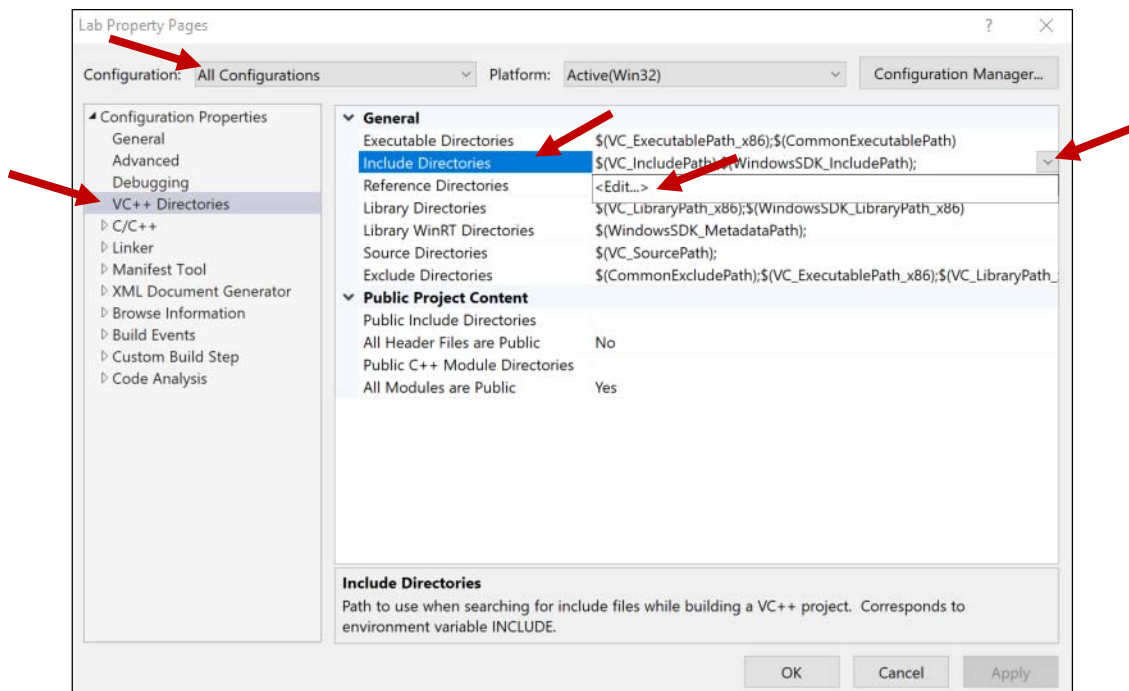 Lab Property Pages ?
Configuration: All Configurations Platform: Active(Win32) Configuration Manager...
Configuration Properties
General
Advanced
Debugging
VC++ Directories
C/C++
Linker
Manifest Tool
XML Document Generator
Browse Information
Build Events
Custom Build Step
Code Analysis
General
Executable Directories $(VC_ExecutablePath_x86);$(CommonExecutablePath)
Include Directories $(VC_IncludePath);$(WindowsSDK_IncludePath);
Reference Directories <Edit...>
Library Directories $(VC_LibraryPath_x86);$(WindowsSDK_LibraryPath_x86)
Library WinRT Directories $(WindowsSDK_MetadataPath);
Source Directories $(VC_SourcePath);
Exclude Directories $(CommonExcludePath);$(VC_ExecutablePath_x86);$(VC_LibraryPath_
Public Project Content
Public Include Directories
All Header Files are Public No
Public C++ Module Directories
All Modules are Public Yes
Include Directories
Path to use when searching for include files while building a VC++ project. Corresponds to
environment variable INCLUDE.
OK Cancel Apply